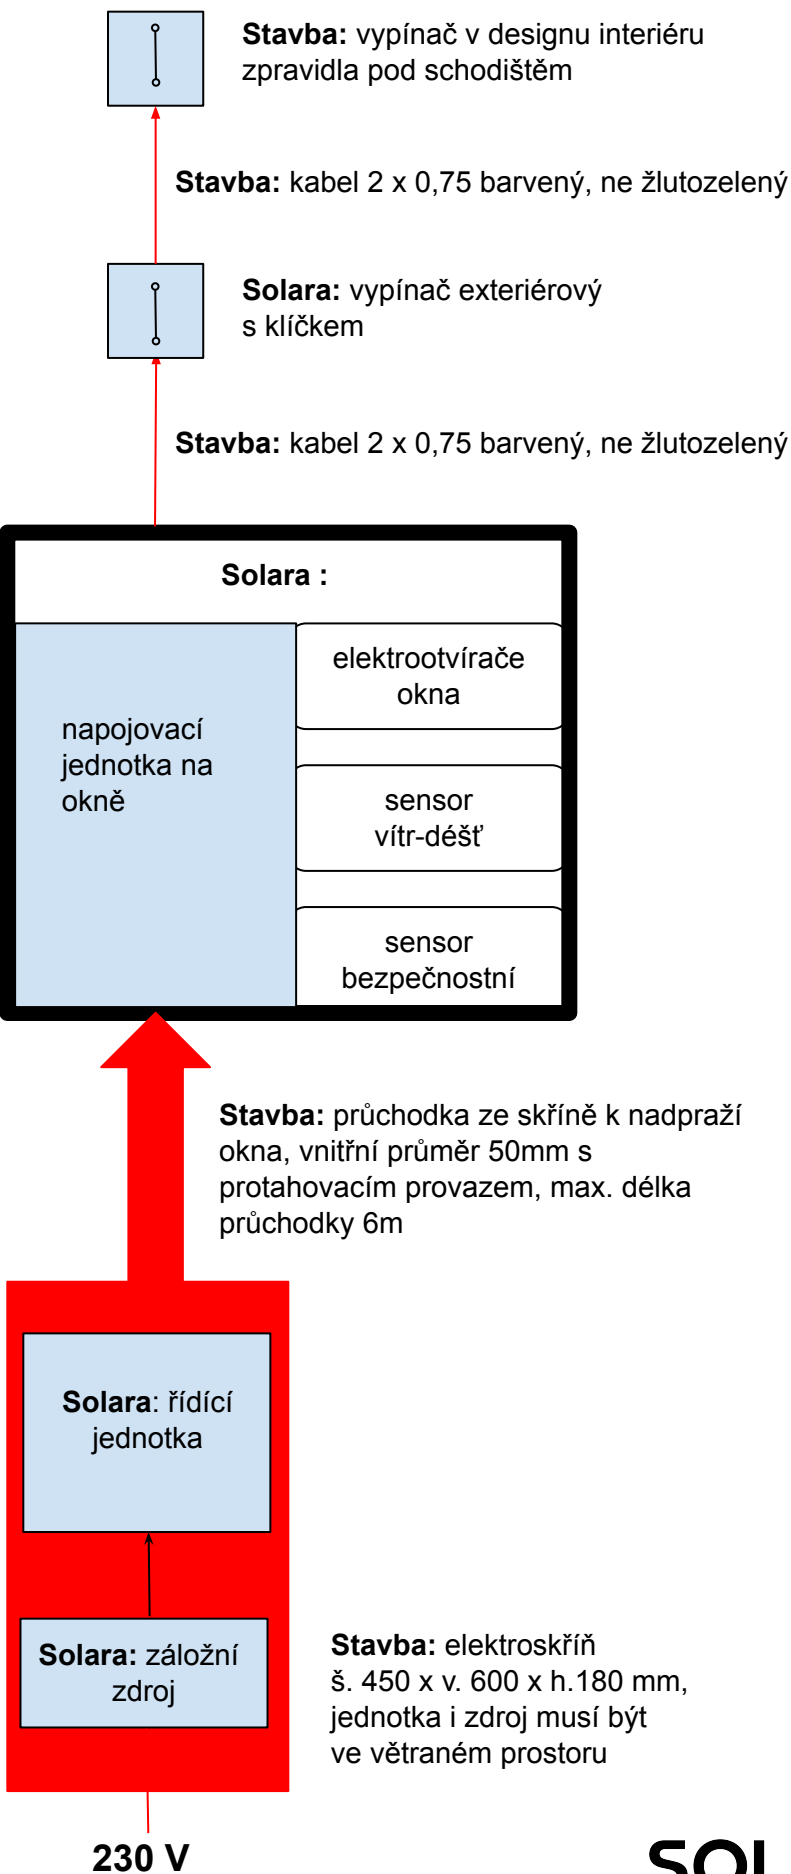 Stavba: vypínač v designu interiéru
zpravidla pod schodištěm
Stavba: kabel 2 x 0,75 barvený, ne žlutozelený
Solara: vypínač exteriérový
s klíčkem
Stavba: kabel 2 x 0,75 barvený, ne žlutozelený
Solara :
elektrootvírače
okna
napojovací
jednotka na
okně
sensor
vítr-déšť
sensor
bezpečnostní
Stavba: průchodka ze skříně k nadpraží
okna, vnitřní průměr 50mm s
protahovacím provazem, max. délka
průchodky 6m
Solara: řídící
jednotka
Solara: záložní
zdroj
Stavba: elektroskříň
š. 450 x v. 600 x h.180 mm,
jednotka i zdroj musí být
ve větraném prostoru
230 V